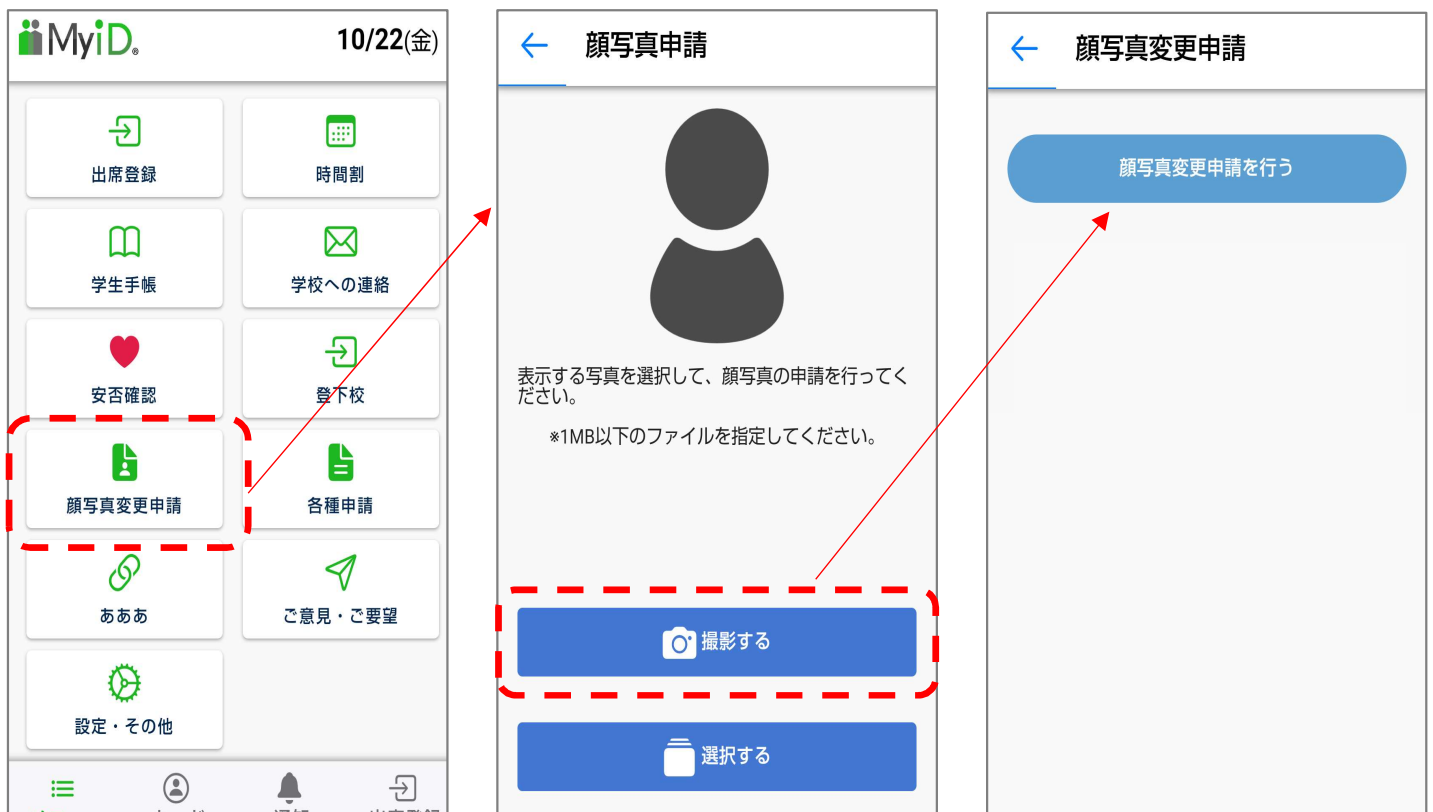 MyiD®
10/22(金)
出席登録
時間割
学生手帳
学校への連絡
安否確認
登下校
顔写真変更申請
各種申請
あああ
ご意見・ご要望
設定・その他
顔写真申請
表示する写真を選択して、顔写真の申請を行ってく
ださい。
※1MB以下のファイルを指定してください。
撮影する
選択する
顔写真変更申請
顔写真変更申請を行う